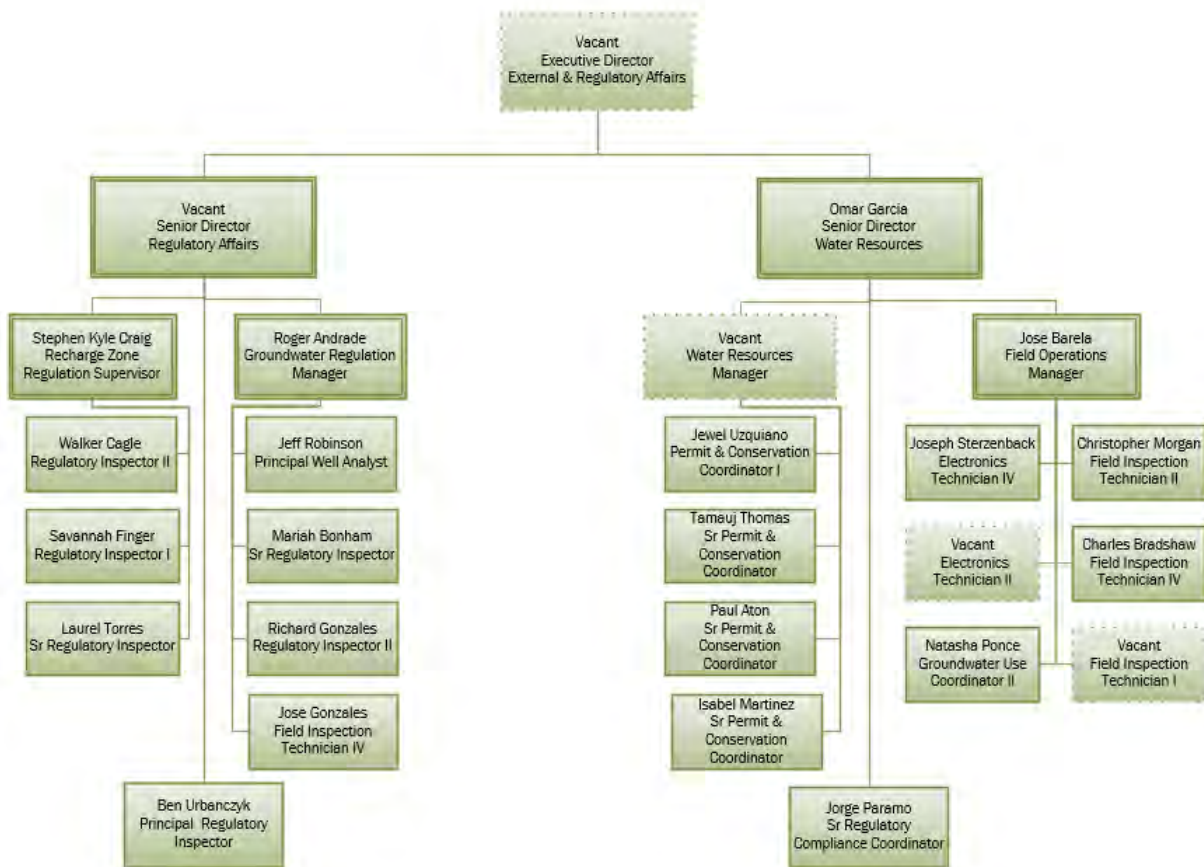 Vacant
Executive Director
External & Regulatory Affairs
Vacant
Senior Director
Regulatory Affairs
Omar Garcia
Senior Director
Water Resources
Stephen Kyle Craig
Recharge Zone
Regulation Supervisor
Roger Andrade
Groundwater Regulation
Manager
Vacant
Water Resources
Manager
Jose Barela
Field Operations
Manager
Walker Cagle
Regulatory Inspector II
Jeff Robinson
Principal Well Analyst
Jewel Uzquiano
Permit & Conservation
Coordinator I
Joseph Sterzenback
Electronics
Technician IV
Christopher Morgan
Field Inspection
Technician II
Savannah Finger
Regulatory Inspector I
Mariah Bonham
Sr Regulatory Inspector
Tamauj Thomas
Sr Permit &
Conservation
Coordinator
Vacant
Electronics
Technician II
Charles Bradshaw
Field Inspection
Technician IV
Laurel Torres
Sr Regulatory Inspector
Richard Gonzales
Regulatory Inspector II
Paul Aton
Sr Permit &
Conservation
Coordinator
Natasha Ponce
Groundwater Use
Coordinator II
Vacant
Field Inspection
Technician I
Jose Gonzales
Field Inspection
Technician IV
Isabel Martinez
Sr Permit &
Conservation
Coordinator
Ben Urbanczyk
Principal Regulatory
Inspector
Jorge Paramo
Sr Regulatory
Compliance Coordinator